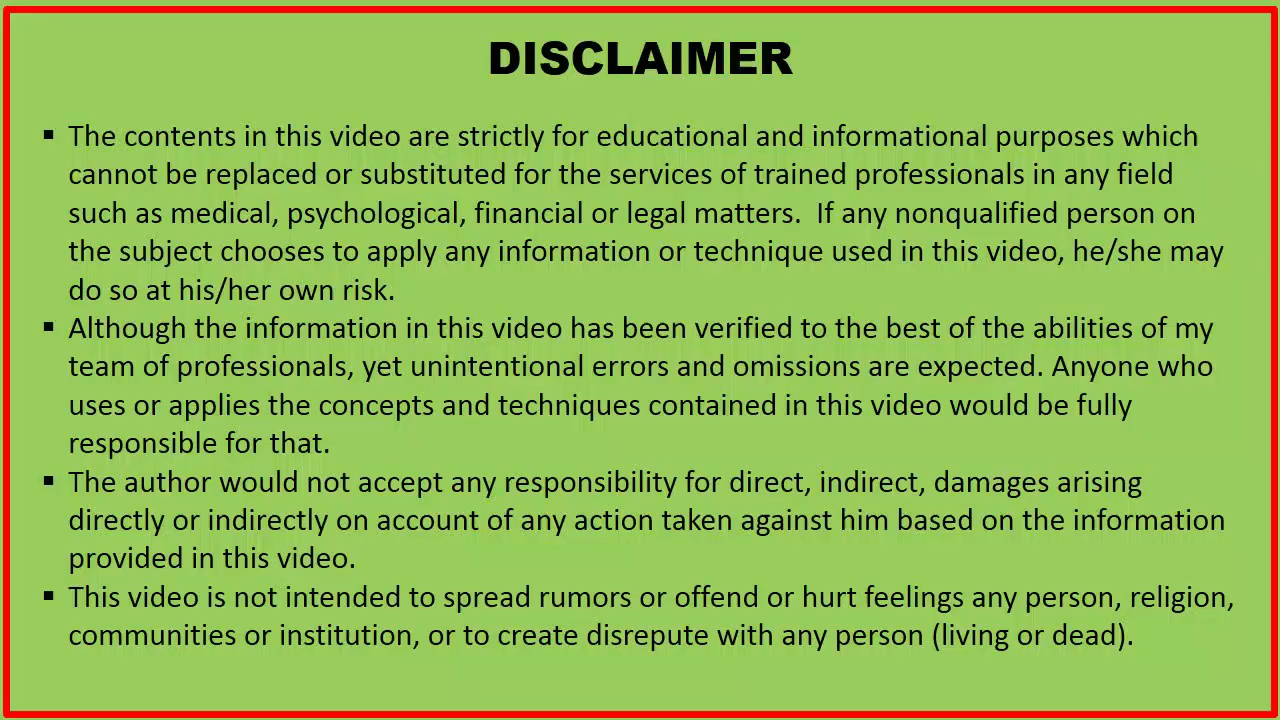 DISCLAIMER
▪ The contents in this video are strictly for educational and informational purposes which
cannot be replaced or substituted for the services of trained professionals in any field
such as medical, psychological, financial or legal matters.  If any nonqualified person on
the subject chooses to apply any information or technique used in this video, he/she may
do so at his/her own risk.
▪ Although the information in this video has been verified to the best of the abilities of my
team of professionals, yet unintentional errors and omissions are expected. Anyone who
uses or applies the concepts and techniques contained in this video would be fully
responsible for that.
▪ The author would not accept any responsibility for direct, indirect, damages arising
directly or indirectly on account of any action taken against him based on the information
provided in this video.
▪ This video is not intended to spread rumors or offend or hurt feelings any person, religion,
communities or institution, or to create disrepute with any person (living or dead).